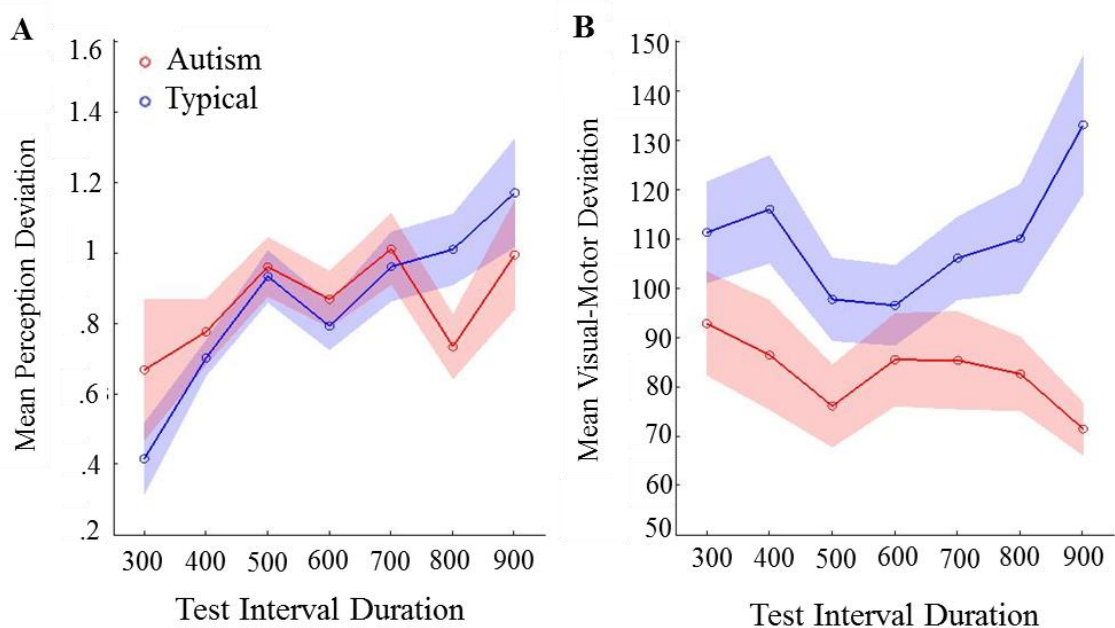 A
Autism
Typical
Mean Perception Deviation
1.6
1.4
1.2
1
.8
.6
.4
.2
300 400 500 600 700 800 900
Test Interval Duration
B
Mean Visual-Motor Deviation
150
140
130
120
110
100
90
80
70
60
50
300 400 500 600 700 800 900
Test Interval Duration